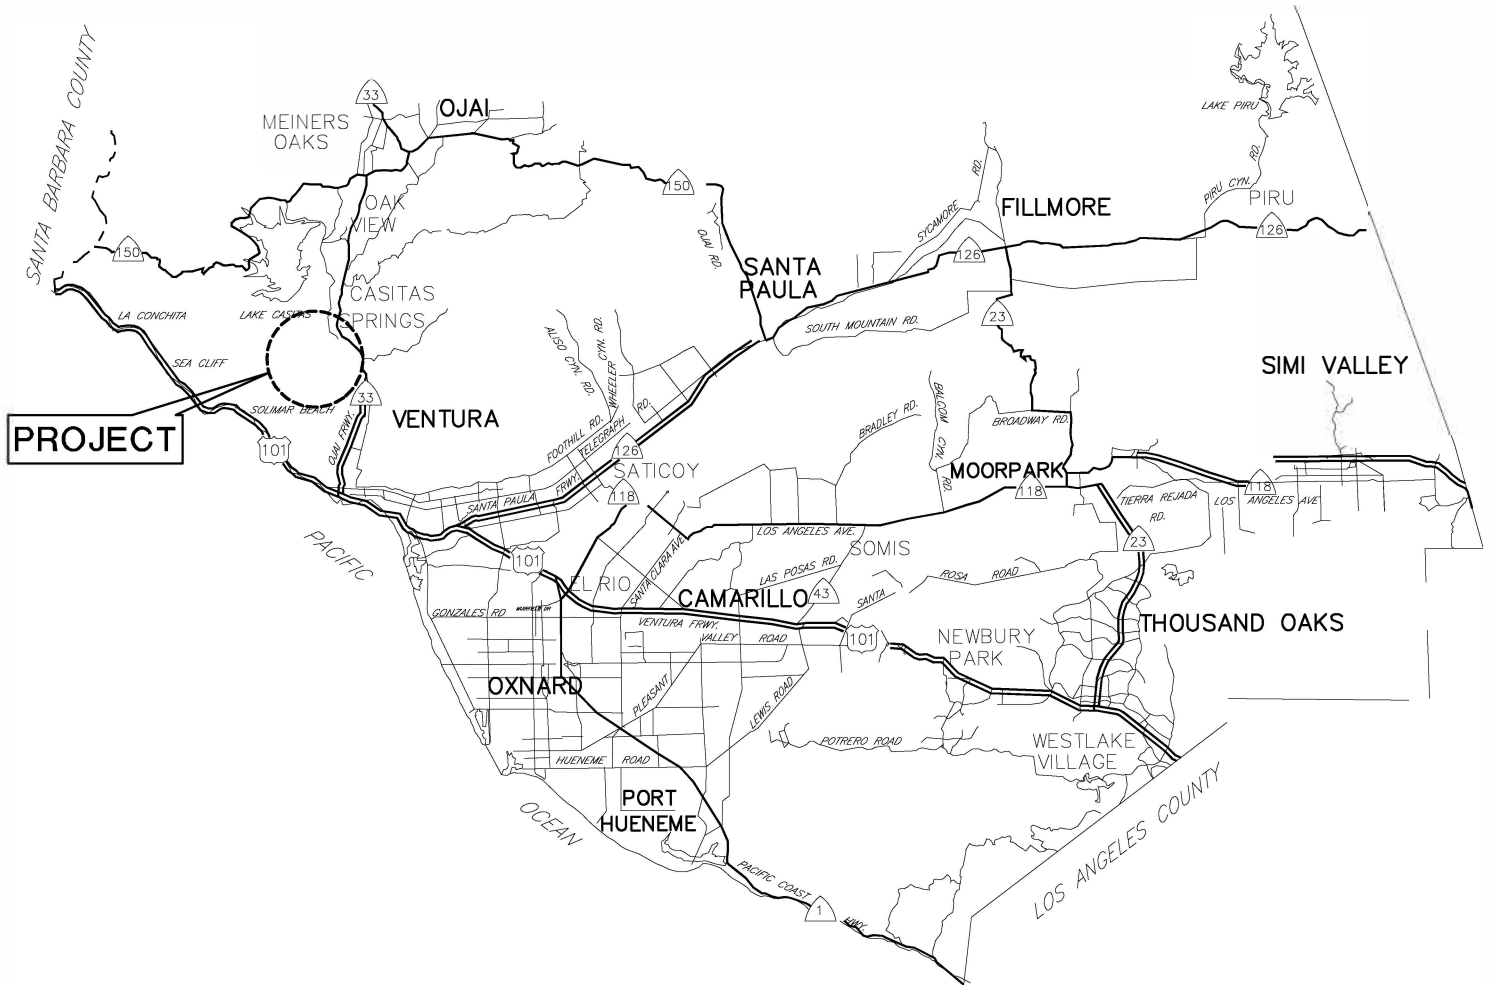 SANTA BARBARA COUNTY
33
OJAI
MEINERS
OAKS
LAKE PIRU
150
RD.
PIRU CYN.
RD.
PIRU
OAK
VIEW
SYCAMORE
FILLMORE
126
150
OJAI RD.
126
SANTA
PAULA
CASITAS
SPRINGS
LA CONCHITA
LAKE CASITAS
23
SOUTH MOUNTAIN RD.
ALISO CYN. RD.
WHEELER CYN. RD.
SEA CLIFF
SIMI VALLEY
33
SOLIMAR BEACH
VENTURA
PROJECT
OJAI FRWY.
101
FOOTHILL RD.
TELEGRAPH
RD.
126
BRADLEY RD.
BALCOM CYN. RD.
BROADWAY RD.
SATICOY
118
MOORPARK
118
118
SANTA PAULA
FRWY.
TIERRA REJADA
RD.
LOS ANGELES AVE
LOS ANGELES AVE.
23
PACIFIC
101
SOMIS
SANTA CLARA AVE
EL RIO
LAS POSAS RD.
ROSA ROAD
CAMARILLO
43
SANTA
GONZALES RD
VENTURA FRWY.
101
THOUSAND OAKS
VALLEY ROAD
NEWBURY
PARK
OXNARD
PLEASANT
LEWIS ROAD
POTRERO ROAD
WESTLAKE
VILLAGE
HUENEME ROAD
PORT
HUENEME
OCEAN
LOS ANGELES COUNTY
PACIFIC COAST
1
HWY.